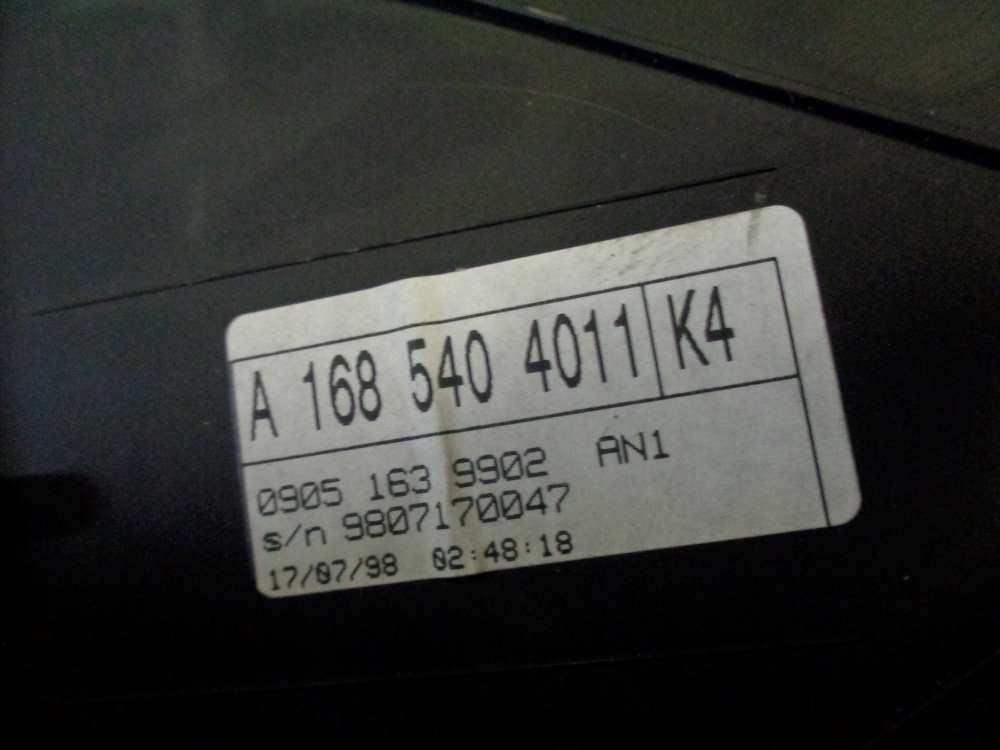 A 168 540 4011 K4
0905 163 9902 AN1
s/n 9807170047
17/07/98 02:48:18